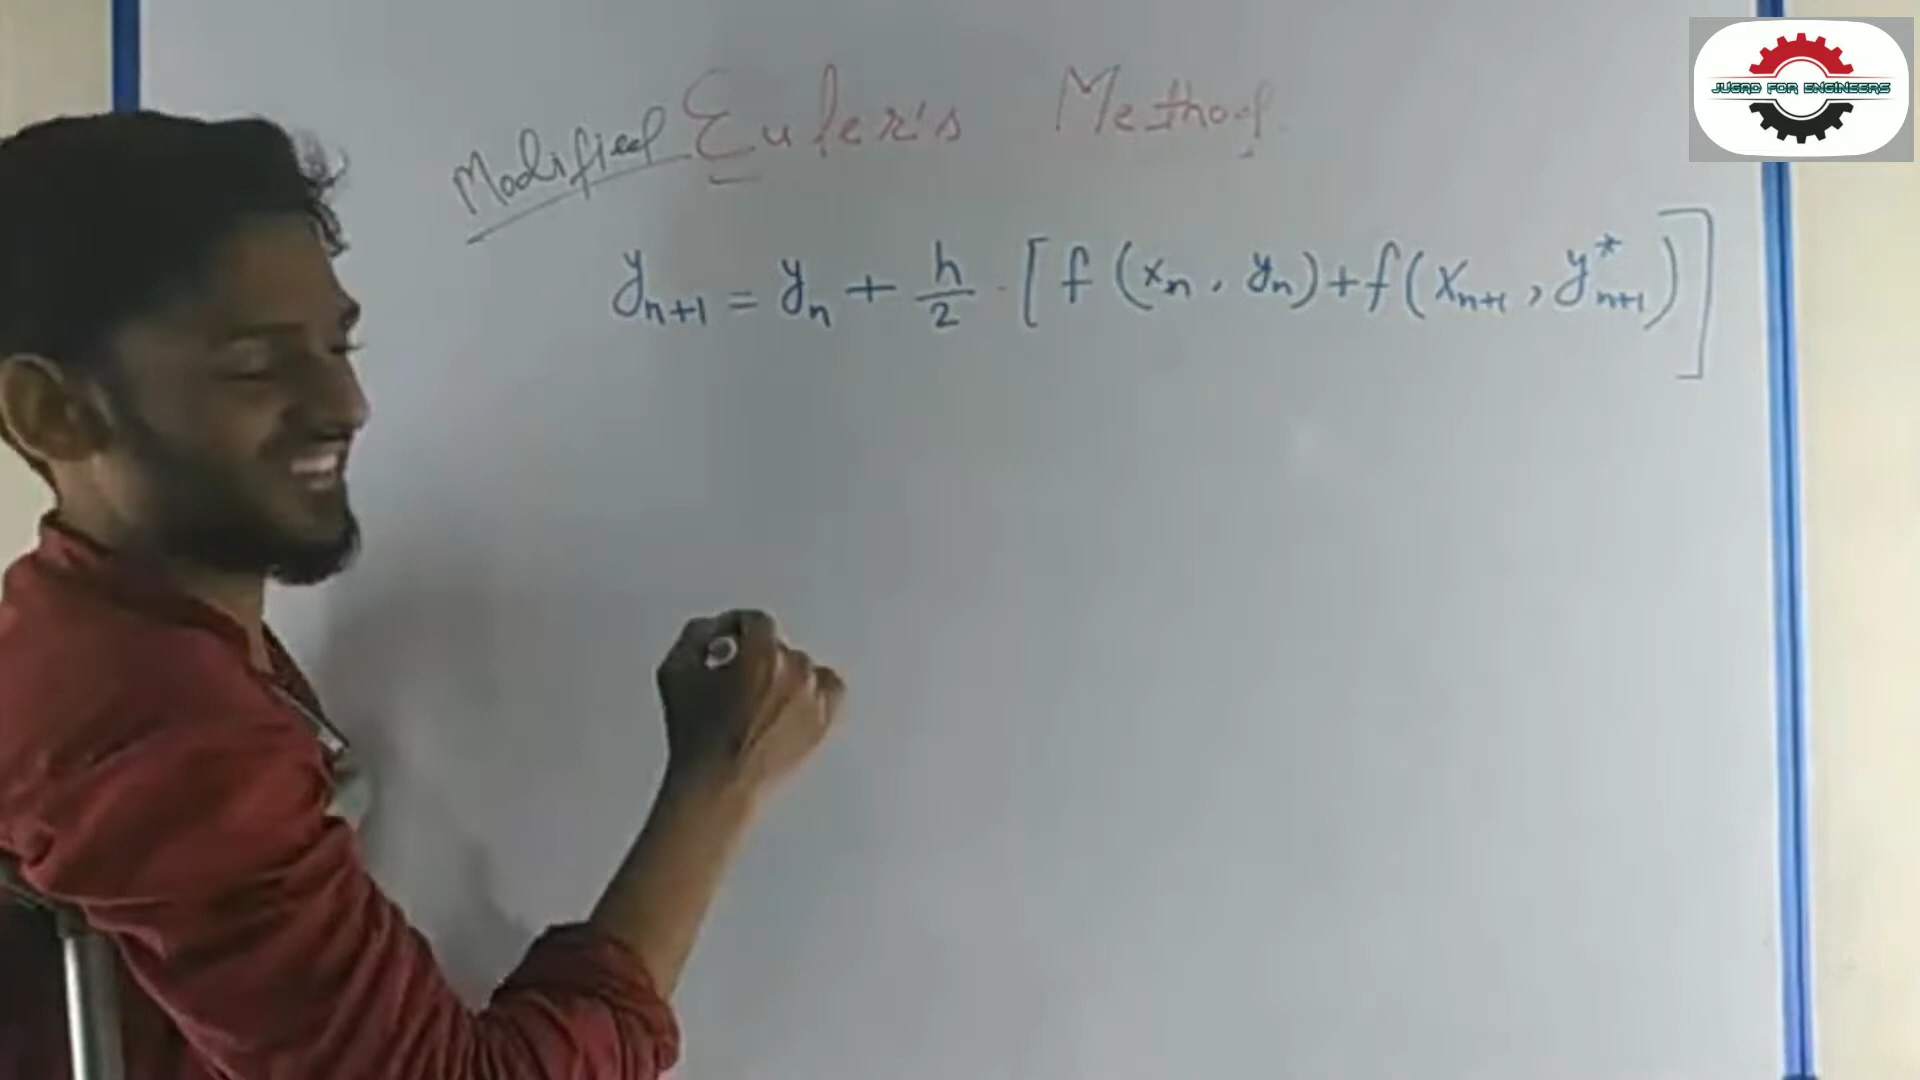 JUGAD FOR ENGINEERS
Modified Euler's Method.
y_{n+1} = y_n + h/2 . [f(x_n, y_n) + f(x_{n+1}, y*_{n+1})]